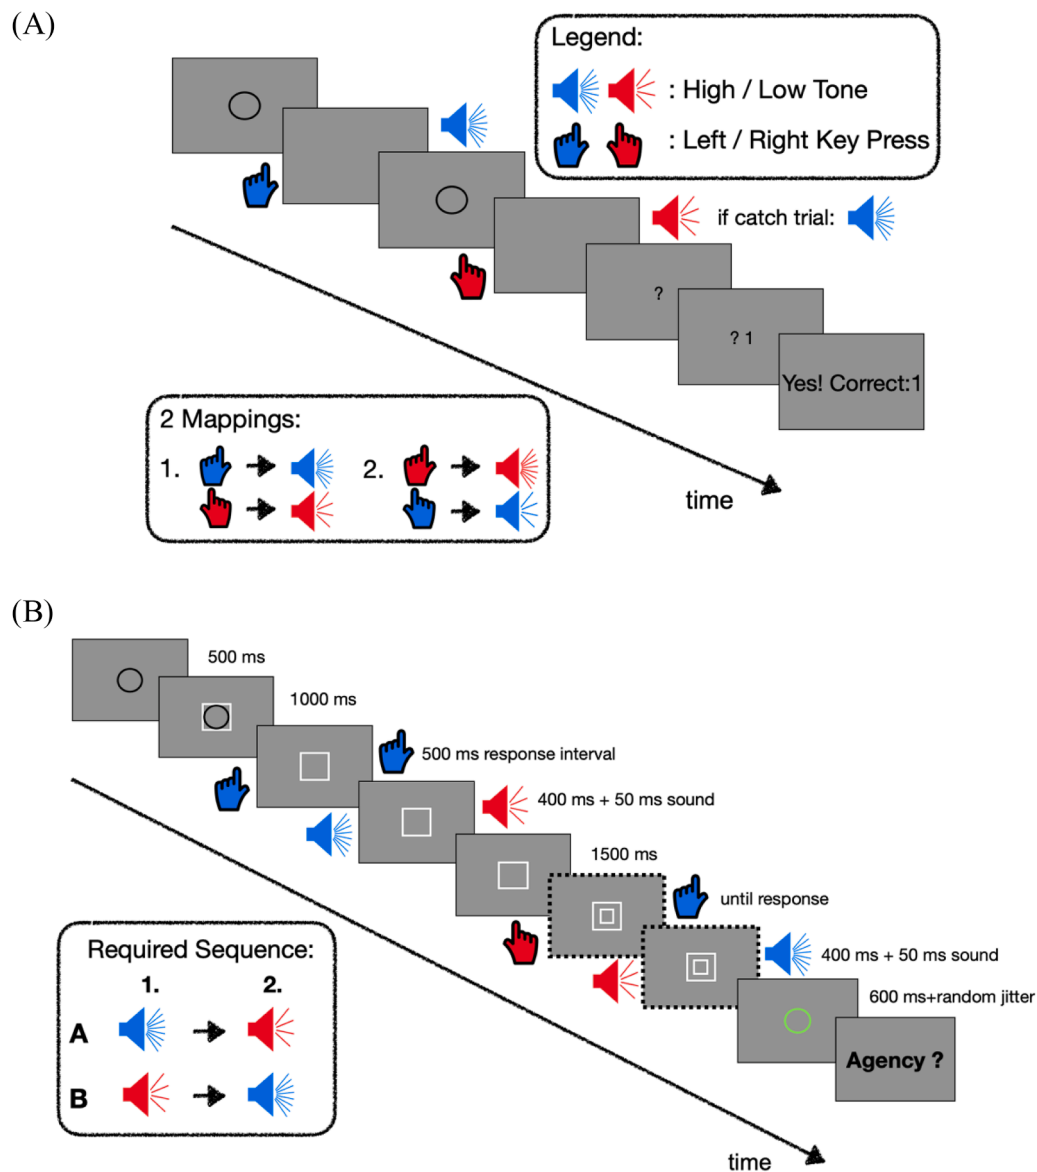 (A)
Legend:
: High / Low Tone
: Left / Right Key Press
if catch trial:
?
? 1
Yes! Correct:1
2 Mappings:
1.
2.
time
(B)
500 ms
1000 ms
500 ms response interval
400 ms + 50 ms sound
1500 ms
until response
400 ms + 50 ms sound
600 ms+random jitter
Agency ?
Required Sequence:
1. 2.
A
B
time